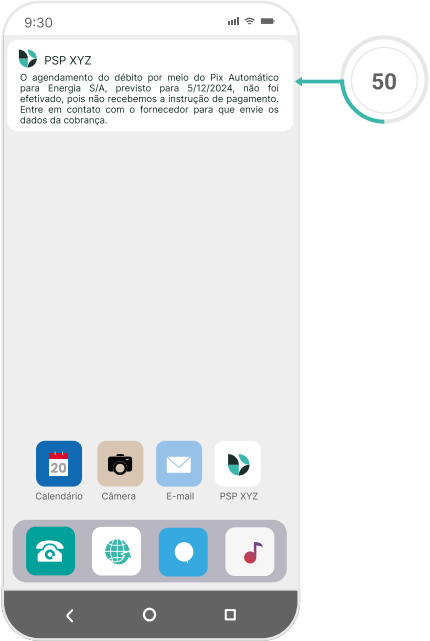 9:30
PSP XYZ
O agendamento do débito por meio do Pix Automático
para Energia S/A, previsto para 5/12/2024, não foi
efetivado, pois não recebemos a instrução de pagamento.
Entre em contato com o fornecedor para que envie os
dados da cobrança.
50
20
Calendário Câmera E-mail PSP XYZ